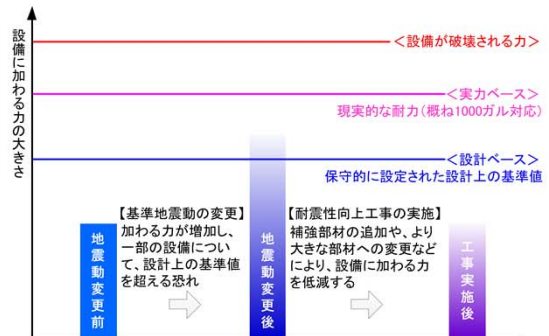 設備に加わる力の大きさ
＜設備が破壊される力＞
＜実力ベース＞
現実的な耐力（概ね1000ガル対応）
＜設計ベース＞
保守的に設定された設計上の基準値
【基準地震動の変更】
加わる力が増加し、
一部の設備につい
て、設計上の基準値
を超える恐れ
【耐震性向上工事の実施】
補強部材の追加や、より
大きな部材への変更など
により、設備に加わる力
を低減する
地震動変更前
地震動変更後
工事実施後